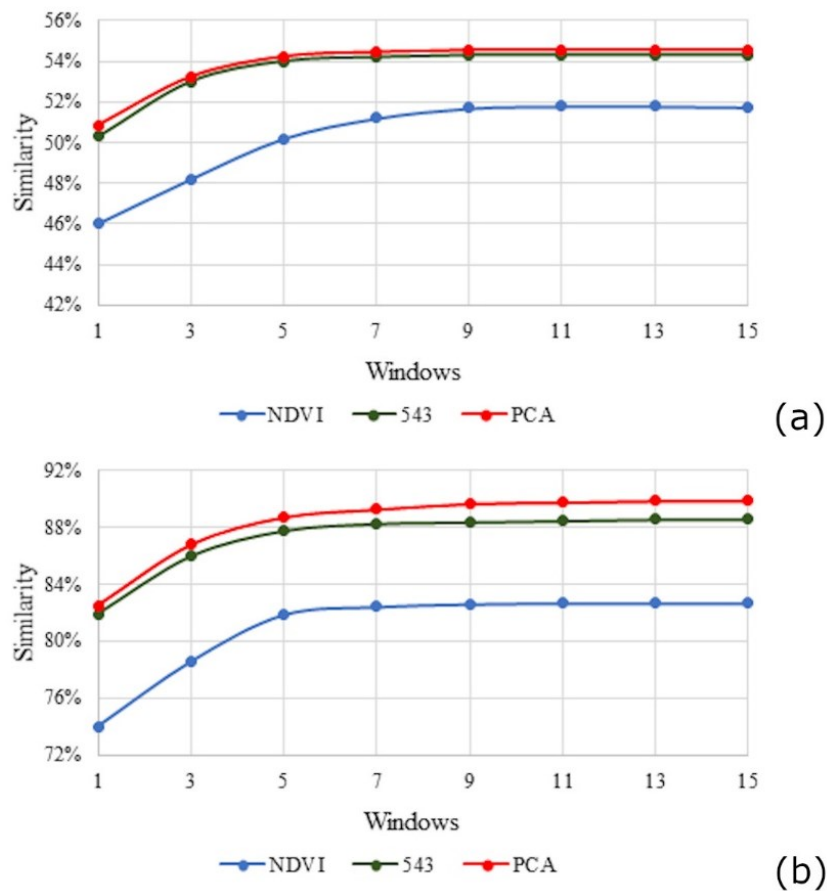 56%
54%
52%
50%
48%
46%
44%
42%
Similarity
1 3 5 7 9 11 13 15
Windows
NDVI 543 PCA
(a)
92%
88%
84%
80%
76%
72%
Similarity
1 3 5 7 9 11 13 15
Windows
NDVI 543 PCA
(b)